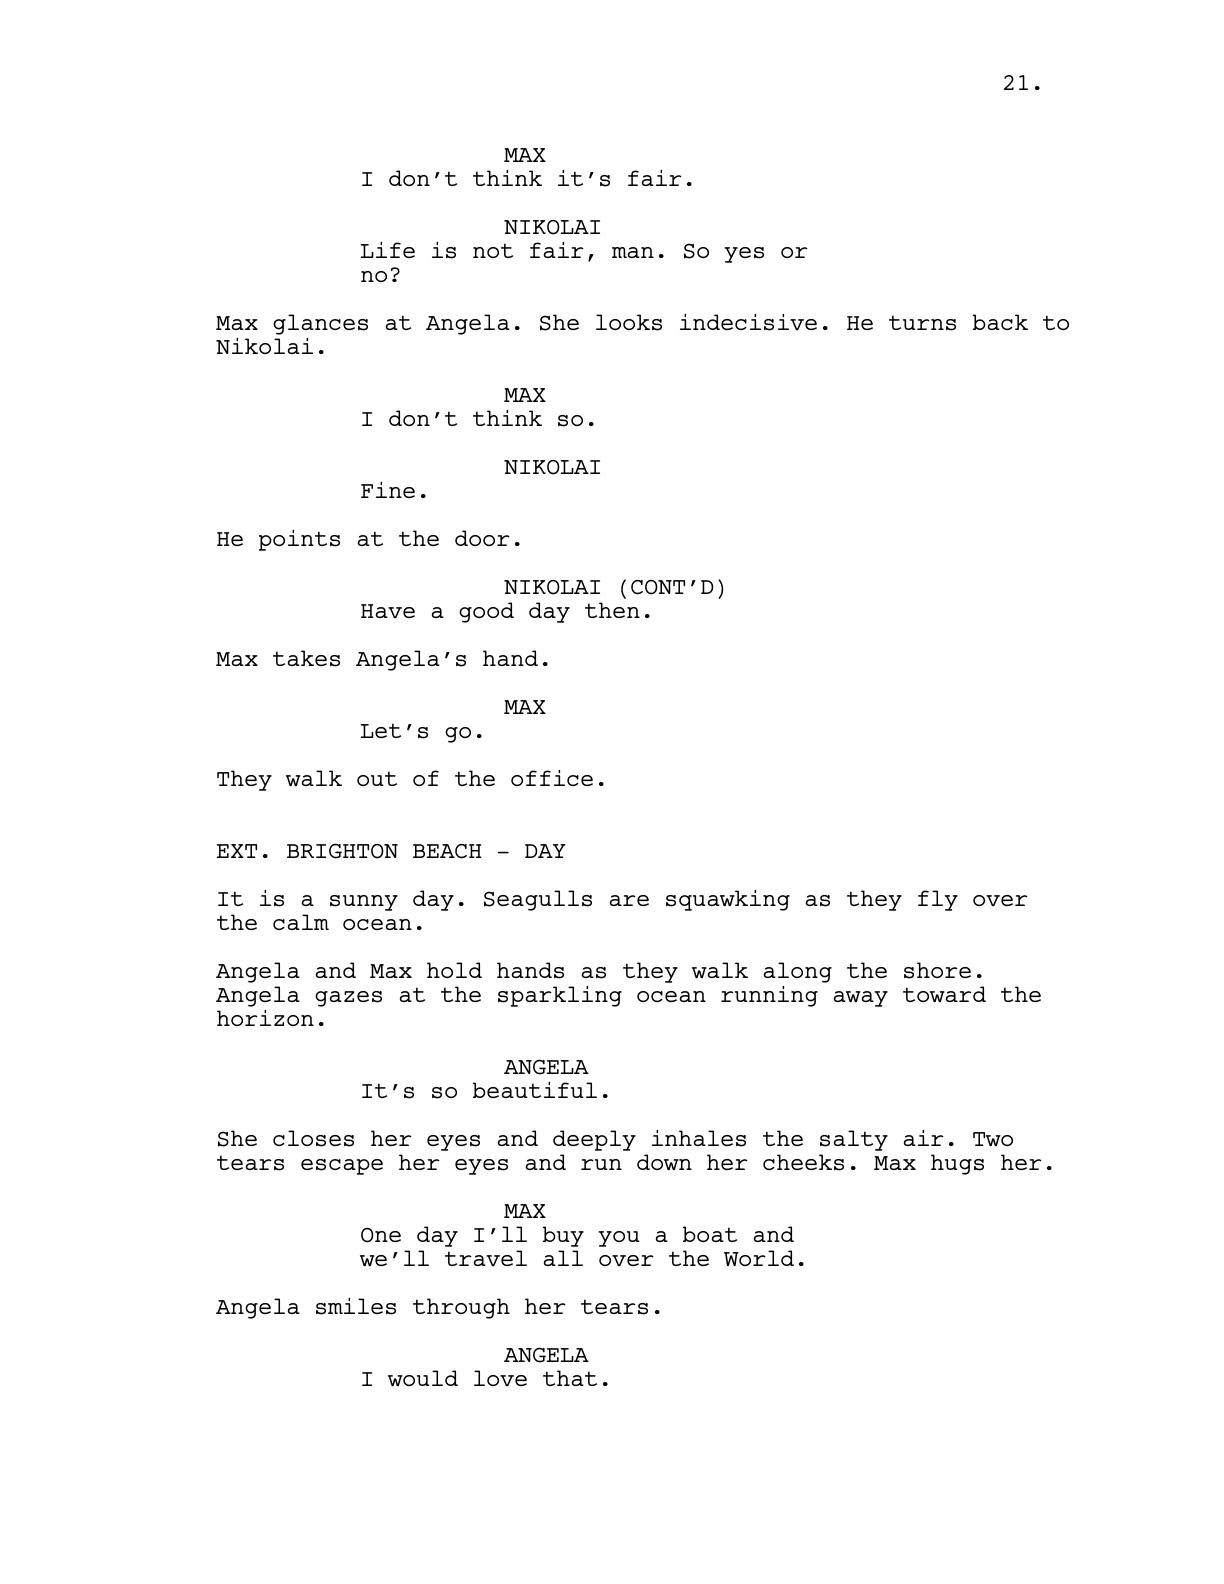 21.
MAX
I don't think it's fair.
NIKOLAI
Life is not fair, man. So yes or
no?
Max glances at Angela. She looks indecisive. He turns back to
Nikolai.
MAX
I don't think so.
NIKOLAI
Fine.
He points at the door.
NIKOLAI (CONT'D)
Have a good day then.
Max takes Angela's hand.
MAX
Let's go.
They walk out of the office.
EXT. BRIGHTON BEACH – DAY
It is a sunny day. Seagulls are squawking as they fly over
the calm ocean.
Angela and Max hold hands as they walk along the shore.
Angela gazes at the sparkling ocean running away toward the
horizon.
ANGELA
It's so beautiful.
She closes her eyes and deeply inhales the salty air. Two
tears escape her eyes and run down her cheeks. Max hugs her.
MAX
One day I'll buy you a boat and
we'll travel all over the World.
Angela smiles through her tears.
ANGELA
I would love that.